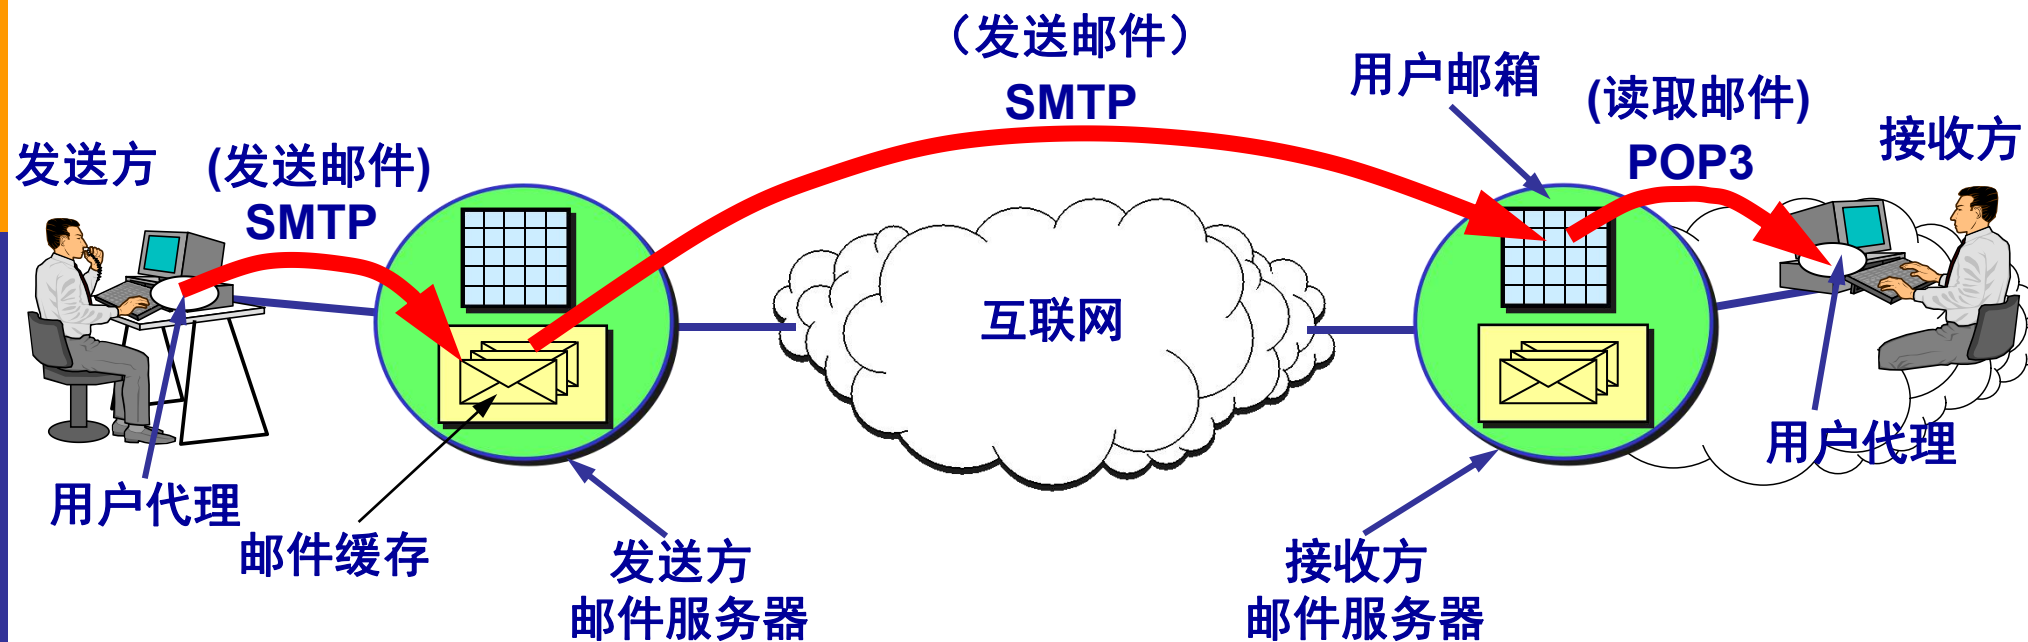 （发送邮件）
SMTP
用户邮箱
(读取邮件)
POP3
接收方
发送方
(发送邮件)
SMTP
互联网
用户代理
用户代理
邮件缓存
发送方
邮件服务器
接收方
邮件服务器